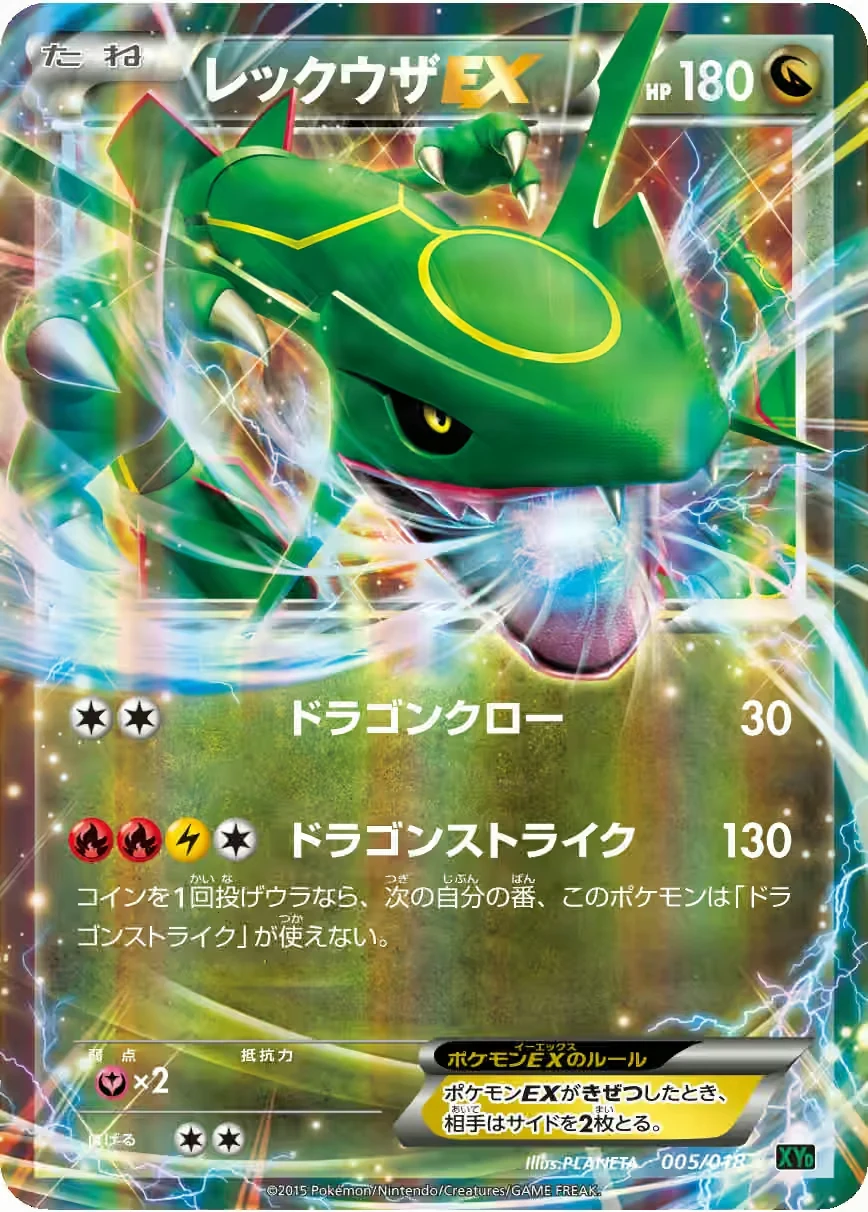 たね
レックウザEX HP 180
ドラゴンクロー 30
ドラゴンストライク 130
コインを1回投げウラなら、次の自分の番、このポケモンは「ドラ
ゴンストライク」が使えない。
弱点 抵抗力
×2
にげる
ポケモンEXのルール
ポケモンEXがきぜつしたとき、
相手はサイドを2枚とる。
illus.PLANETA 005/018 XY D
©2015 Pokémon/Nintendo/Creatures/GAME FREAK.